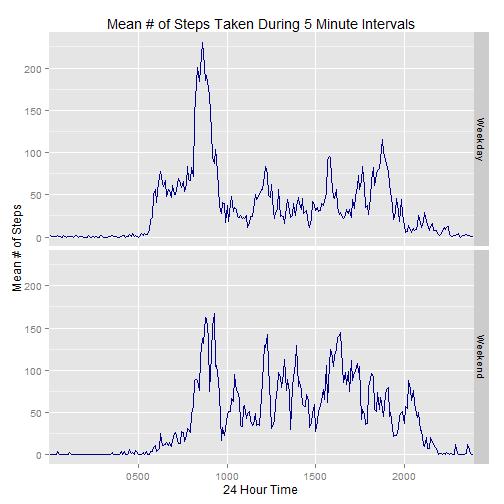 Mean # of Steps Taken During 5 Minute Intervals
Mean # of Steps
200
150
100
50
0
Weekday
200
150
100
50
0
Weekend
0500
1000
1500
2000
24 Hour Time